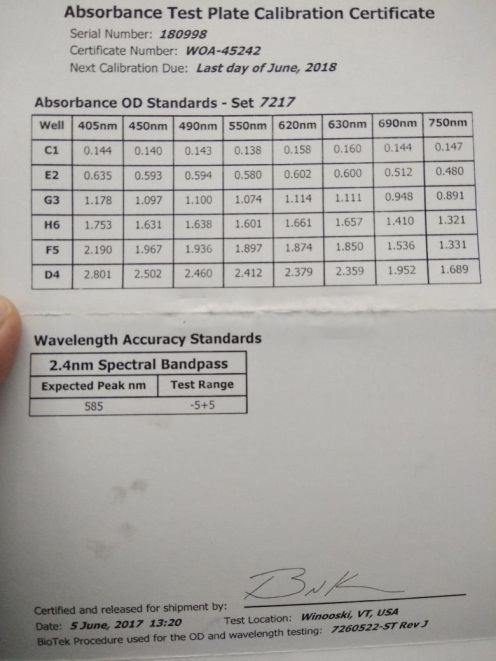 Absorbance Test Plate Calibration Certificate
Serial Number: 180998
Certificate Number: WOA-45242
Next Calibration Due: Last day of June, 2018
Absorbance OD Standards - Set 7217
Well 405nm 450nm 490nm 550nm 620nm 630nm 690nm 750nm
C1 0.144 0.140 0.143 0.138 0.158 0.160 0.144 0.147
E2 0.635 0.593 0.594 0.580 0.602 0.600 0.512 0.480
G3 1.178 1.097 1.100 1.074 1.114 1.111 0.948 0.891
H6 1.753 1.631 1.638 1.601 1.661 1.657 1.410 1.321
F5 2.190 1.967 1.936 1.897 1.874 1.850 1.536 1.331
D4 2.801 2.502 2.460 2.412 2.379 2.359 1.952 1.689
Wavelength Accuracy Standards
2.4nm Spectral Bandpass
Expected Peak nm Test Range
585 -5+5
Certified and released for shipment by:
Date: 5 June, 2017 13:20 Test Location: Winooski, VT, USA
BioTek Procedure used for the OD and wavelength testing: 7260522-ST Rev J